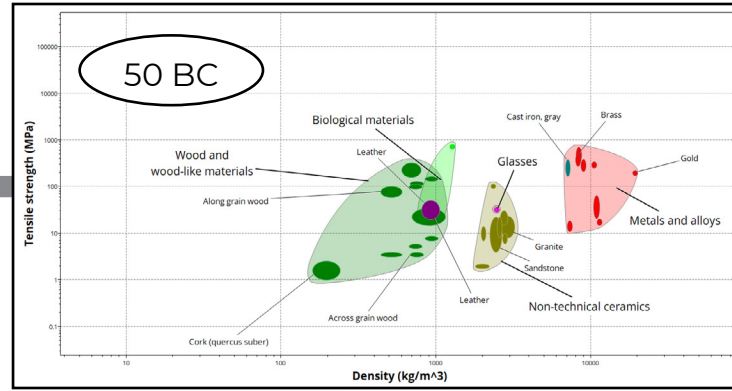 50 BC
Tensile strength (MPa)
100000
10000
1000
100
10
1
0.1
Biological materials
Leather
Wood and
wood-like materials
Along grain wood
Cork (quercus suber)
Across grain wood
Leather
Glasses
Granite
Sandstone
Non-technical ceramics
Cast iron, gray
Brass
Gold
Metals and alloys
10
100
1000
10000
Density (kg/m^3)